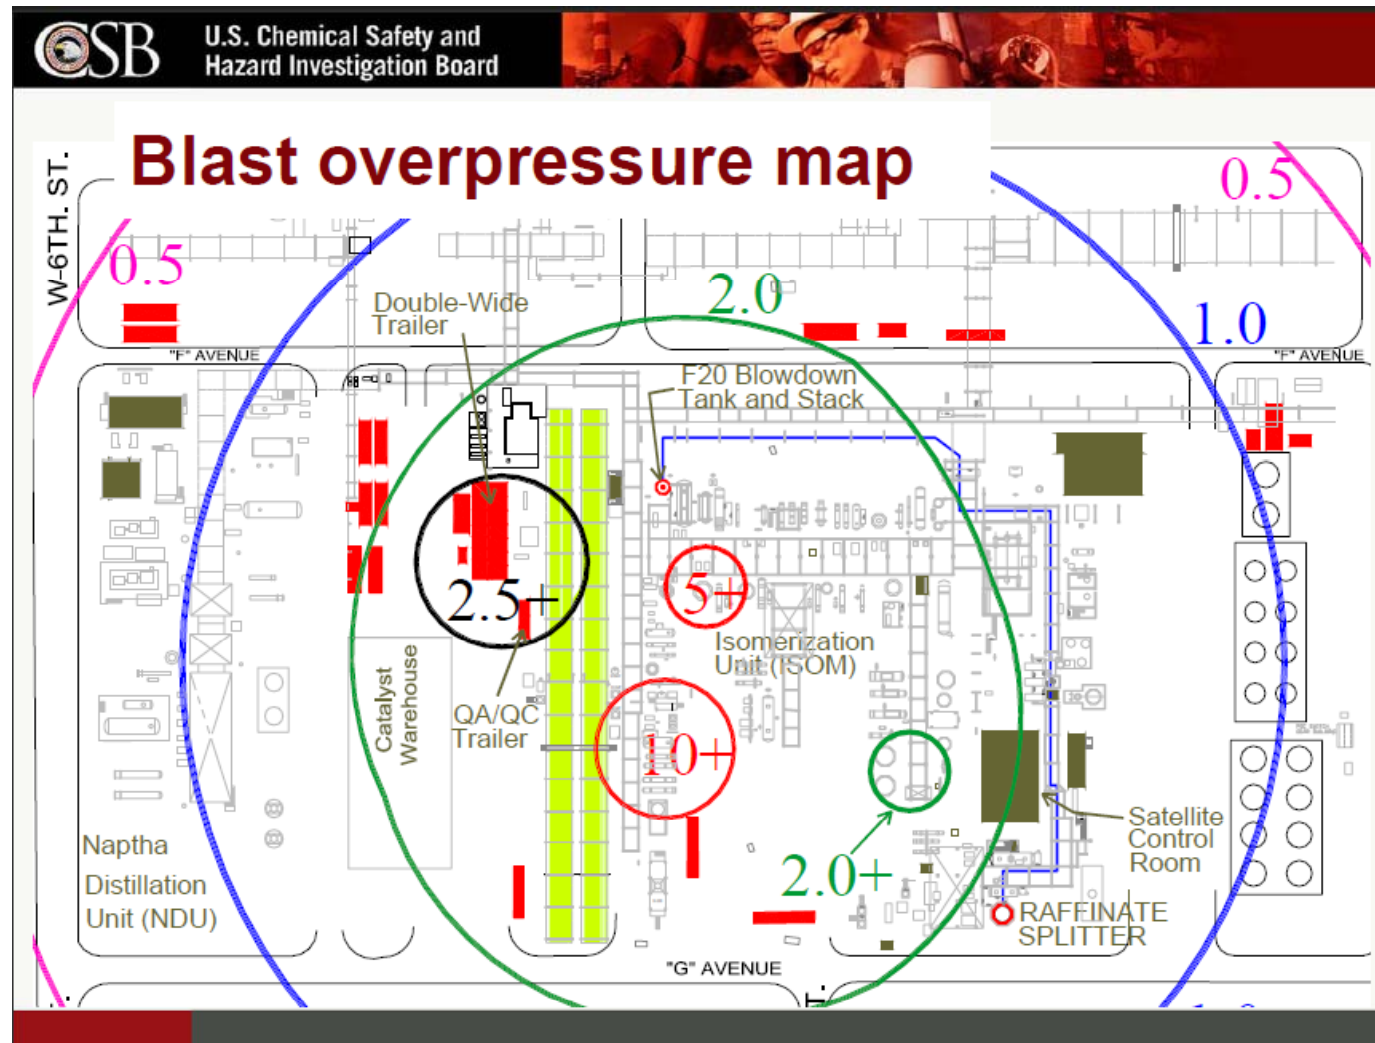 CSB
U.S. Chemical Safety and
Hazard Investigation Board
Blast overpressure map
W-6TH. ST.
0.5
0.5
Double-Wide
Trailer
2.0
1.0
"F" AVENUE
"F" AVENUE
F20 Blowdown
Tank and Stack
2.5+
5+
Isomerization
Unit (ISOM)
Catalyst
Warehouse
QA/QC
Trailer
10+
Satellite
Control
Room
2.0+
Naptha
Distillation
Unit (NDU)
RAFFINATE
SPLITTER
"G" AVENUE